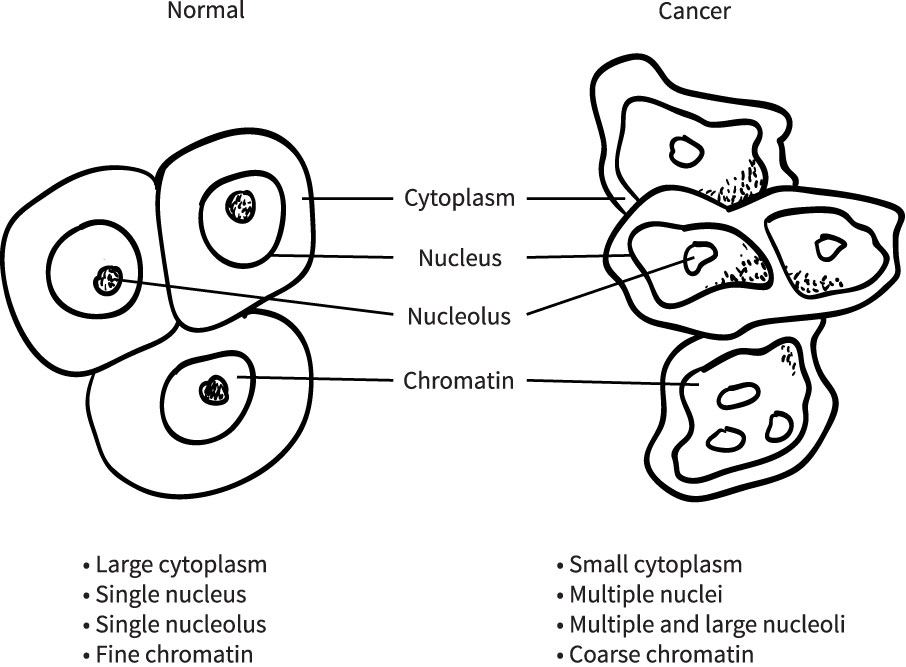 Normal
Cancer
Cytoplasm
Nucleus
Nucleolus
Chromatin
• Large cytoplasm
• Single nucleus
• Single nucleolus
• Fine chromatin
• Small cytoplasm
• Multiple nuclei
• Multiple and large nucleoli
• Coarse chromatin